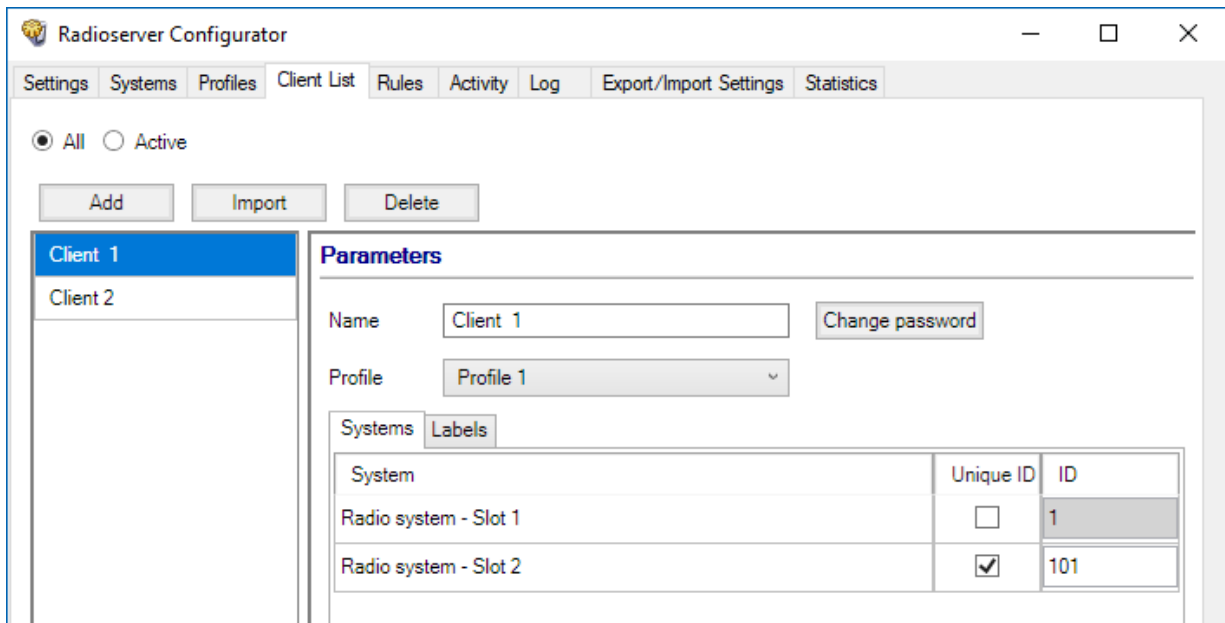 Radioserver Configurator
Settings Systems Profiles Client List Rules Activity Log Export/Import Settings Statistics
All Active
Add Import Delete
Client 1
Client 2
Parameters
Name Client 1 Change password
Profile Profile 1
Systems Labels
System Unique ID ID
Radio system - Slot 1 1
Radio system - Slot 2 101